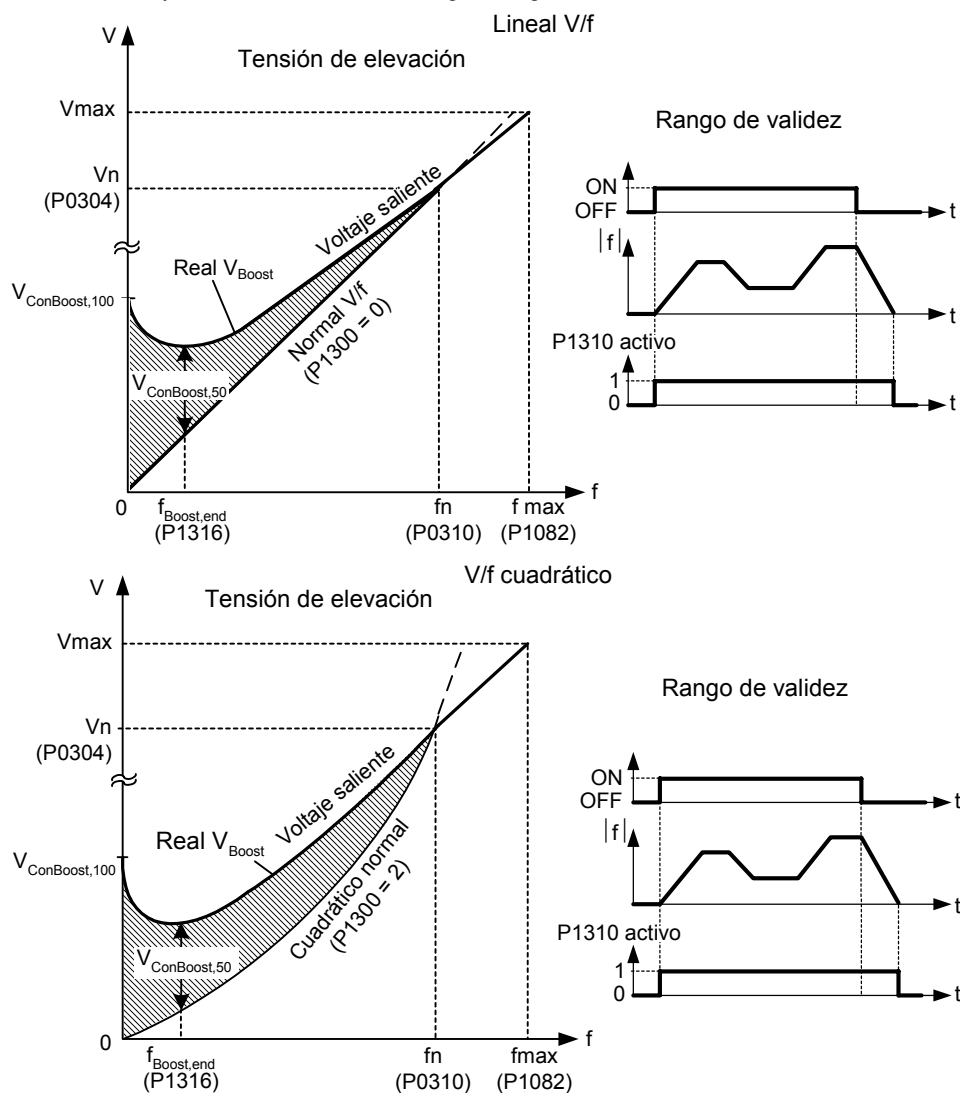 Lineal V/f
V
Tensión de elevación
Vmax
Vn
(P0304)
Voltaje saliente
Real VBoost
VConBoost,100
Normal V/f
(P1300 = 0)
VConBoost,50
0
f
fBoost,end
(P1316)
fn
(P0310)
f max
(P1082)
Rango de validez
ON
OFF
t
|f|
t
P1310 activo
1
0
t
V/f cuadrático
V
Tensión de elevación
Vmax
Vn
(P0304)
Voltaje saliente
Real VBoost
VConBoost,100
Cuadrático normal
(P1300 = 2)
VConBoost,50
0
f
fBoost,end
(P1316)
fn
(P0310)
fmax
(P1082)
Rango de validez
ON
OFF
t
|f|
t
P1310 activo
1
0
t